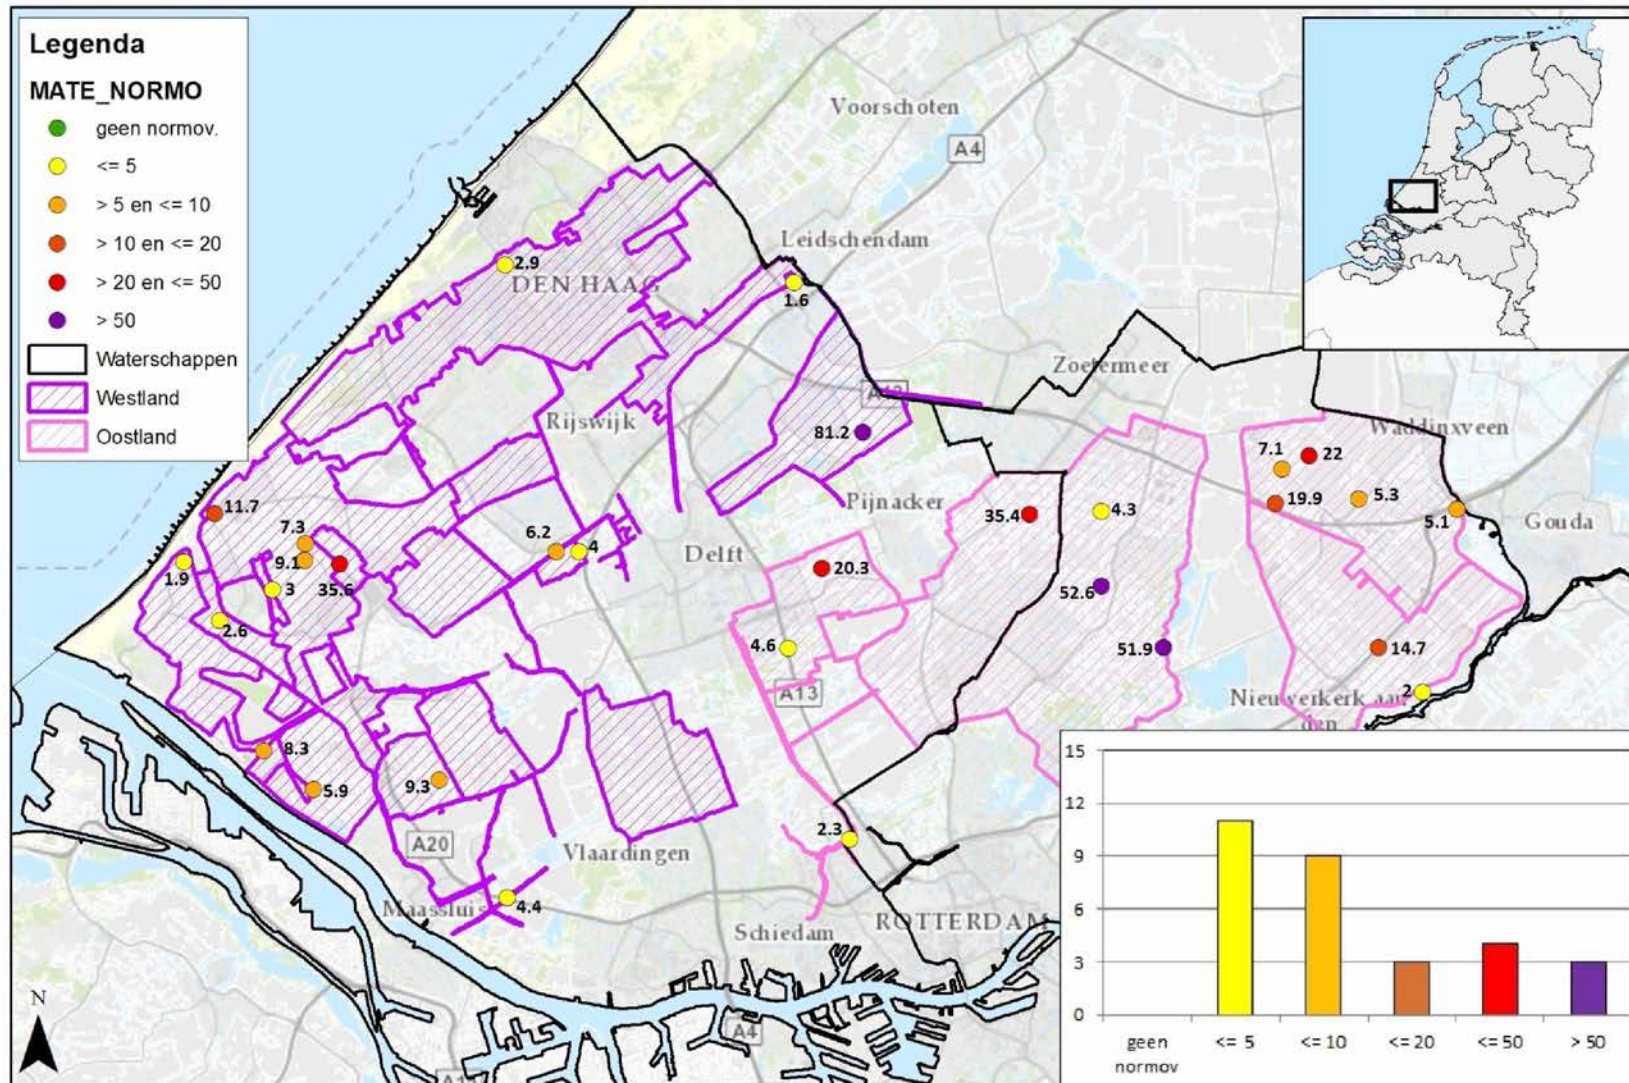 Legenda
MATE_NORMO
geen normov.
<= 5
> 5 en <= 10
> 10 en <= 20
> 20 en <= 50
> 50
Waterschappen
Westland
Oostland
Voorschoten
A4
Leidschendam
2.9
DEN HAAG
1.6
Zoetermeer
Rijswijk
81.2
Waddinxveen
7.1
22
Pijnacker
11.7
35.4
4.3
19.9
5.3
5.1
Gouda
7.3
6.2
4
Delft
9.1
1.9
3
35.6
20.3
52.6
2.6
4.6
51.9
14.7
A13
2
Nieuwerkerk aan
den
8.3
5.9
9.3
2.3
A20
Vlaardingen
4.4
Maassluis
Schiedam
ROTTERDAM
N
A4
15
12
9
6
3
0
geen
normov
<= 5
<= 10
<= 20
<=50
> 50